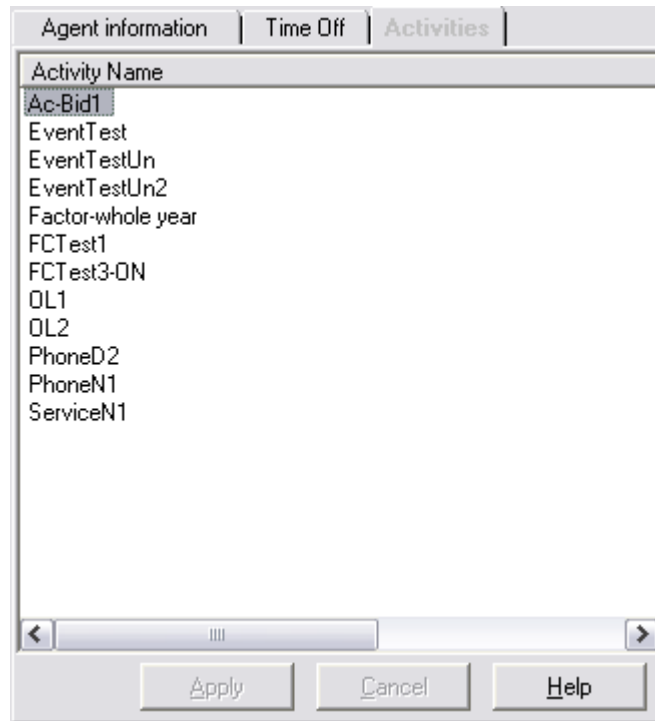 Agent information Time Off Activities
Activity Name
Ac-Bid1
EventTest
EventTestUn
EventTestUn2
Factor-whole year
FCTest1
FCTest3-ON
OL1
OL2
PhoneD2
PhoneN1
ServiceN1
Apply Cancel Help